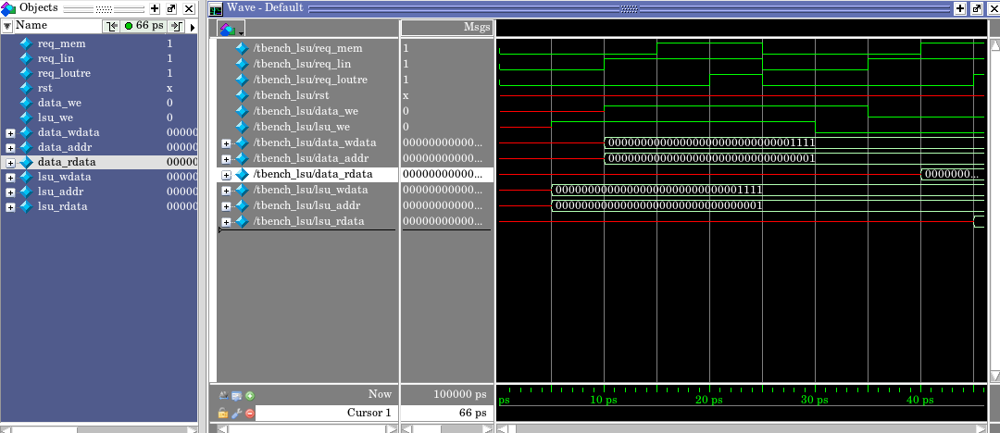 Objects
Name 66 ps
req_mem 1
req_lin 1
req_loutre 1
rst x
data_we 0
lsu_we 0
data_wdata 00000
data_addr 00000
data_rdata 00000
lsu_wdata 00000
lsu_addr 00000
lsu_rdata 00000
Wave - Default
Msgs
/tbench_lsu/req_mem 1
/tbench_lsu/req_lin 1
/tbench_lsu/req_loutre 1
/tbench_lsu/rst x
/tbench_lsu/data_we 0
/tbench_lsu/lsu_we 0
/tbench_lsu/data_wdata 00000000000... 00000000000000000000000000001111
/tbench_lsu/data_addr 00000000000... 00000000000000000000000000000001
/tbench_lsu/data_rdata 00000000000... 0000000...
/tbench_lsu/lsu_wdata 00000000000... 00000000000000000000000000001111
/tbench_lsu/lsu_addr 00000000000... 00000000000000000000000000000001
/tbench_lsu/lsu_rdata 00000000000...
Now 100000 ps
ps 10 ps 20 ps 30 ps 40 ps
Cursor 1 66 ps